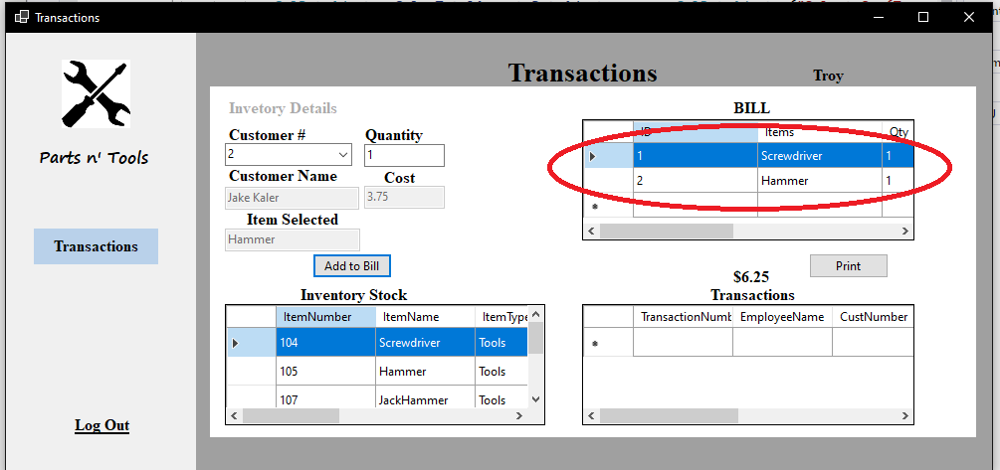 Transactions
Parts n' Tools
Transactions
Log Out
Transactions
Troy
Invetory Details
Customer #
Quantity
2
1
Customer Name
Cost
Jake Kaler
3.75
Item Selected
Hammer
Add to Bill
BILL
ID Items Qty
1 Screwdriver 1
2 Hammer 1
Print
$6.25
Inventory Stock
ItemNumber ItemName ItemType
104 Screwdriver Tools
105 Hammer Tools
107 JackHammer Tools
Transactions
TransactionNumb EmployeeName CustNumber